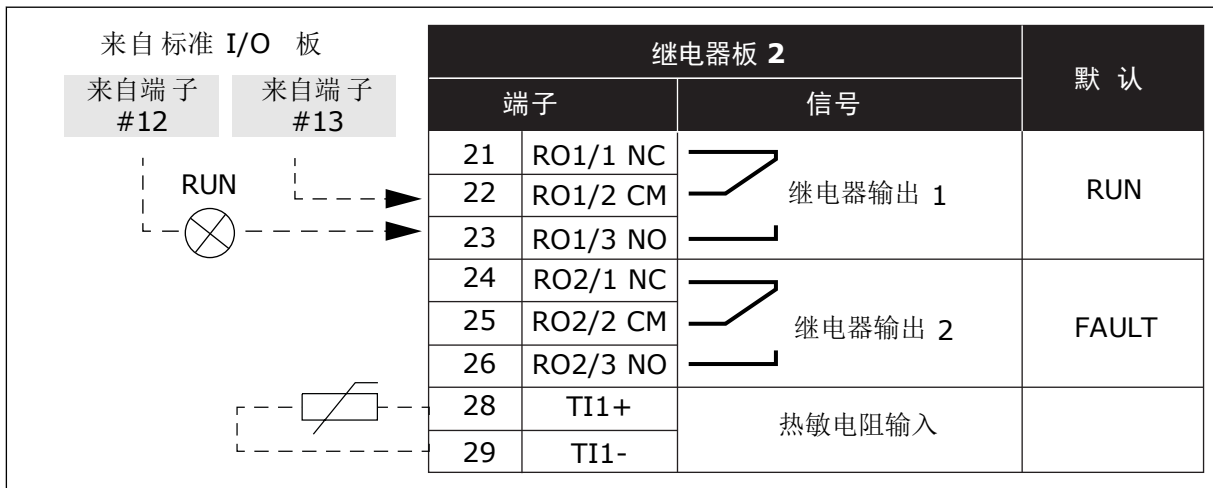 来自标准 I/O 板
来自端子
#12
来自端子
#13
RUN
继电器板 2
默 认
端子
信号
21 RO1/1 NC
22 RO1/2 CM
23 RO1/3 NO
继电器输出 1
RUN
24 RO2/1 NC
25 RO2/2 CM
26 RO2/3 NO
继电器输出 2
FAULT
28 TI1+
29 TI1-
热敏电阻输入